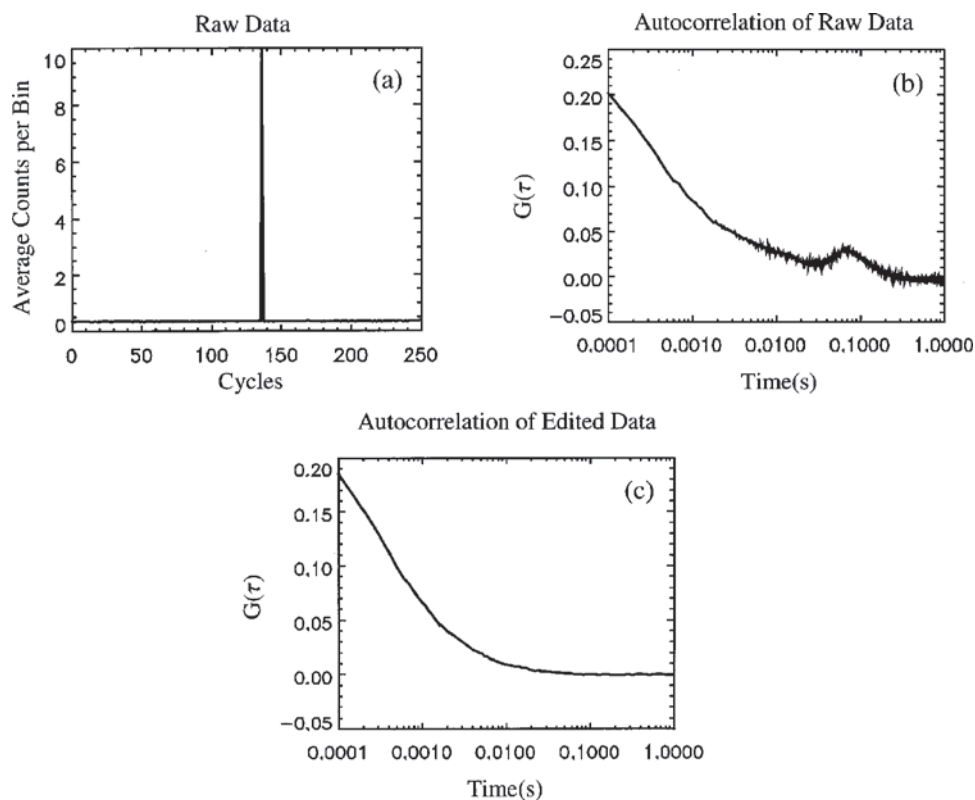 Raw Data
(a)
10
8
6
4
2
0
Average Counts per Bin
0 50 100 150 200 250
Cycles
Autocorrelation of Raw Data
(b)
0.25
0.20
0.15
0.10
0.05
0.00
−0.05
G(τ)
0.0001 0.0010 0.0100 0.1000 1.0000
Time(s)
Autocorrelation of Edited Data
(c)
0.20
0.15
0.10
0.05
0.00
−0.05
G(τ)
0.0001 0.0010 0.0100 0.1000 1.0000
Time(s)